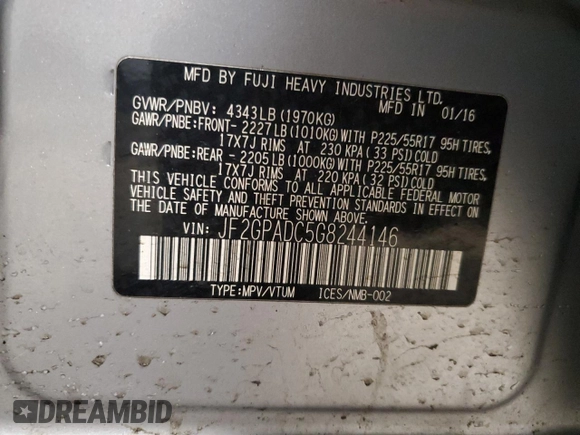 MFD BY FUJI HEAVY INDUSTRIES LTD.
MFD IN 01/16
GVWR/PNBV: 4343LB (1970KG)
GAWR/PNBE:FRONT- 2227LB (1010KG) WITH P225/55R17 95H TIRES,
17X7J RIMS AT 230 KPA (33 PSI) COLD
GAWR/PNBE:REAR - 2205LB (1000KG) WITH P225/55R17 95H TIRES,
17X7J RIMS AT 220 KPA (32 PSI) COLD
THIS VEHICLE CONFORMS TO ALL APPLICABLE FEDERAL MOTOR
VEHICLE SAFETY AND THEFT PREVENTION STANDARDS IN EFFECT ON
THE DATE OF MANUFACTURE SHOWN ABOVE.
VIN: JF2GPADC5G8244146
TYPE:MPV/VTUM ICES/NMB-002
DREAMBID